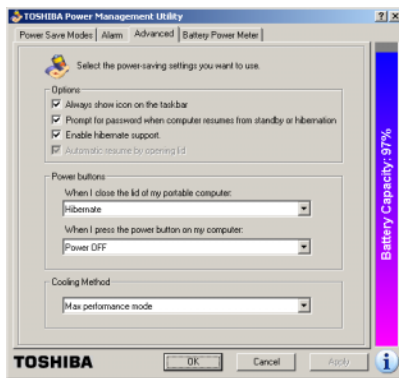 TOSHIBA Power Management Utility
Power Save Modes Alarm Advanced Battery Power Meter
Select the power-saving settings you want to use.
Options
Always show icon on the taskbar
Prompt for password when computer resumes from standby or hibernation
Enable hibernate support.
Automatic resume by opening lid
Power buttons
When I close the lid of my portable computer:
Hibernate
When I press the power button on my computer:
Power OFF
Cooling Method
Max performance mode
Battery Capacity: 97%
TOSHIBA OK Cancel Apply